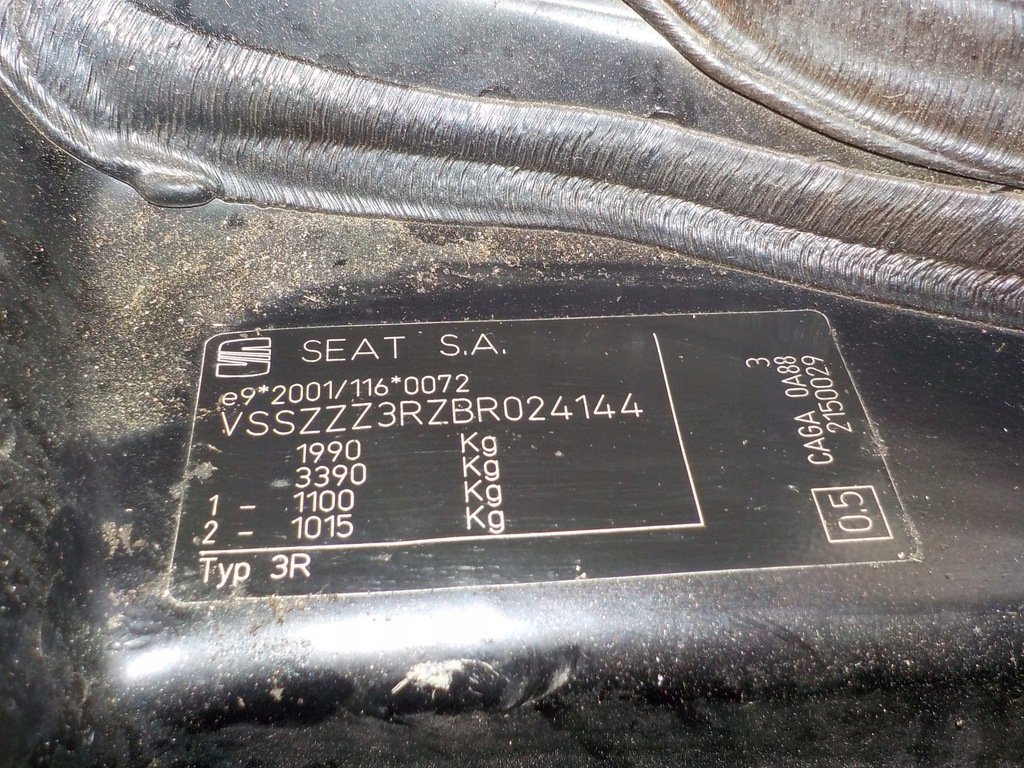 SEAT S.A.
e9*2001/116*0072
VSSZZZ3RZBR024144
1990 Kg
3390 Kg
1 - 1100 Kg
2 - 1015 Kg
Typ 3R
3
CAGA 0A88
2150029
0.5